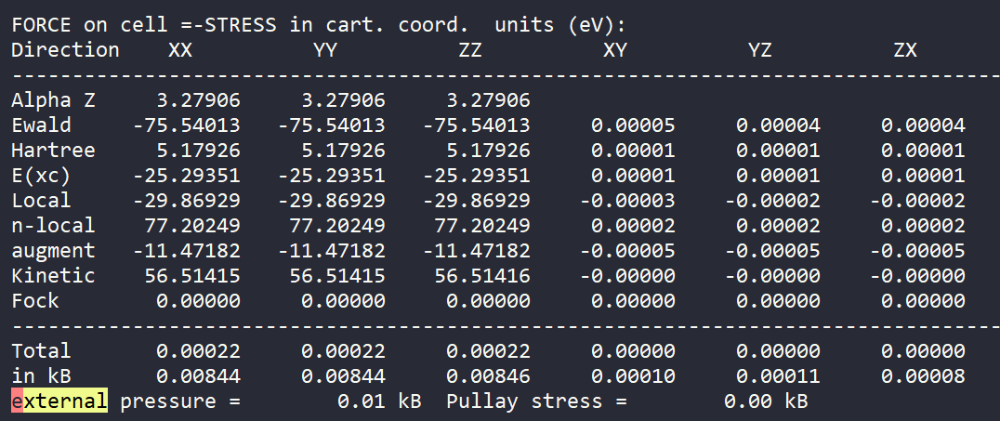 FORCE on cell =-STRESS in cart. coord.  units (eV):
Direction    XX          YY          ZZ          XY          YZ          ZX
----------------------------------------------------------------------------------
Alpha Z     3.27906     3.27906     3.27906
Ewald     -75.54013   -75.54013   -75.54013     0.00005     0.00004     0.00004
Hartree     5.17926     5.17926     5.17926     0.00001     0.00001     0.00001
E(xc)     -25.29351   -25.29351   -25.29351     0.00001     0.00001     0.00001
Local     -29.86929   -29.86929   -29.86929    -0.00003    -0.00002    -0.00002
n-local    77.20249    77.20249    77.20249     0.00002     0.00002     0.00002
augment   -11.47182   -11.47182   -11.47182    -0.00005    -0.00005    -0.00005
Kinetic    56.51415    56.51415    56.51416    -0.00000    -0.00000    -0.00000
Fock        0.00000     0.00000     0.00000     0.00000     0.00000     0.00000
----------------------------------------------------------------------------------
Total       0.00022     0.00022     0.00022     0.00000     0.00000     0.00000
in kB       0.00844     0.00844     0.00846     0.00010     0.00011     0.00008
external pressure =        0.01 kB  Pullay stress =        0.00 kB